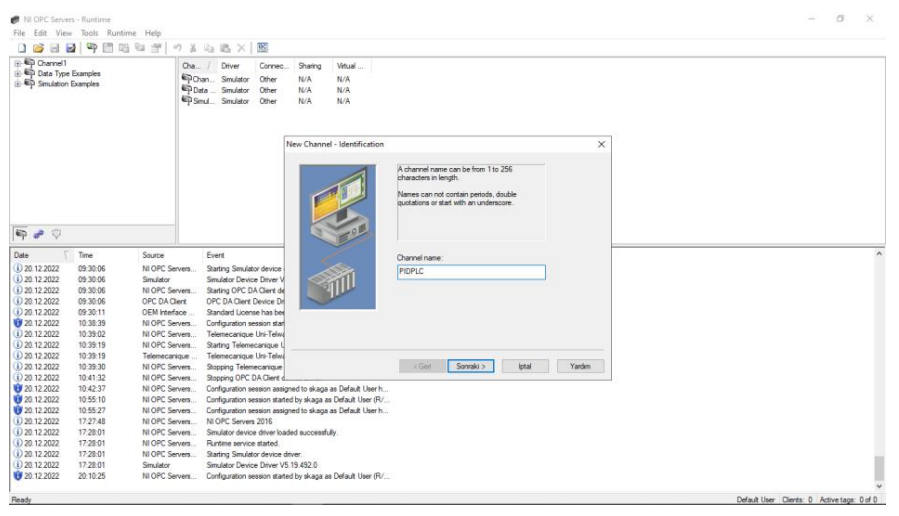 NI OPC Servers - Runtime
File Edit View Tools Runtime Help
Channel1
Data Type Examples
Simulation Examples
Cha... / Driver Connec... Sharing Virtual ...
Chan... Simulator Other N/A N/A
Data ... Simulator Other N/A N/A
Simul... Simulator Other N/A N/A
New Channel - Identification
A channel name can be from 1 to 256
characters in length.
Names can not contain periods, double
quotations or start with an underscore.
Channel name:
PIDPLC
< Geri Sonraki > İptal Yardım
Date Time Source Event
20.12.2022 09:30:06 NI OPC Servers... Starting Simulator device
20.12.2022 09:30:06 Simulator Simulator Device Driver V
20.12.2022 09:30:06 NI OPC Servers... Starting OPC DA Client de
20.12.2022 09:30:06 OPC DA Client OPC DA Client Device Dr
20.12.2022 09:30:11 OEM Interface ... Standard License has bee
20.12.2022 10:38:39 NI OPC Servers... Configuration session star
20.12.2022 10:39:02 NI OPC Servers... Telemecanique Uni-Telwa
20.12.2022 10:39:19 NI OPC Servers... Starting Telemecanique U
20.12.2022 10:39:19 Telemecanique ... Telemecanique Uni-Telwa
20.12.2022 10:39:30 NI OPC Servers... Stopping Telemecanique
20.12.2022 10:41:32 NI OPC Servers... Stopping OPC DA Client d
20.12.2022 10:42:37 NI OPC Servers... Configuration session assigned to skaga as Default User h...
20.12.2022 10:55:10 NI OPC Servers... Configuration session started by skaga as Default User (R/...
20.12.2022 10:55:27 NI OPC Servers... Configuration session assigned to skaga as Default User h...
20.12.2022 17:27:48 NI OPC Servers... NI OPC Servers 2016
20.12.2022 17:28:01 NI OPC Servers... Simulator device driver loaded successfully.
20.12.2022 17:28:01 NI OPC Servers... Runtime service started.
20.12.2022 17:28:01 NI OPC Servers... Starting Simulator device driver.
20.12.2022 17:28:01 Simulator Simulator Device Driver V5.19.492.0
20.12.2022 20:10:25 NI OPC Servers... Configuration session started by skaga as Default User (R/...
Ready Default User Clients: 0 Active tags: 0 of 0